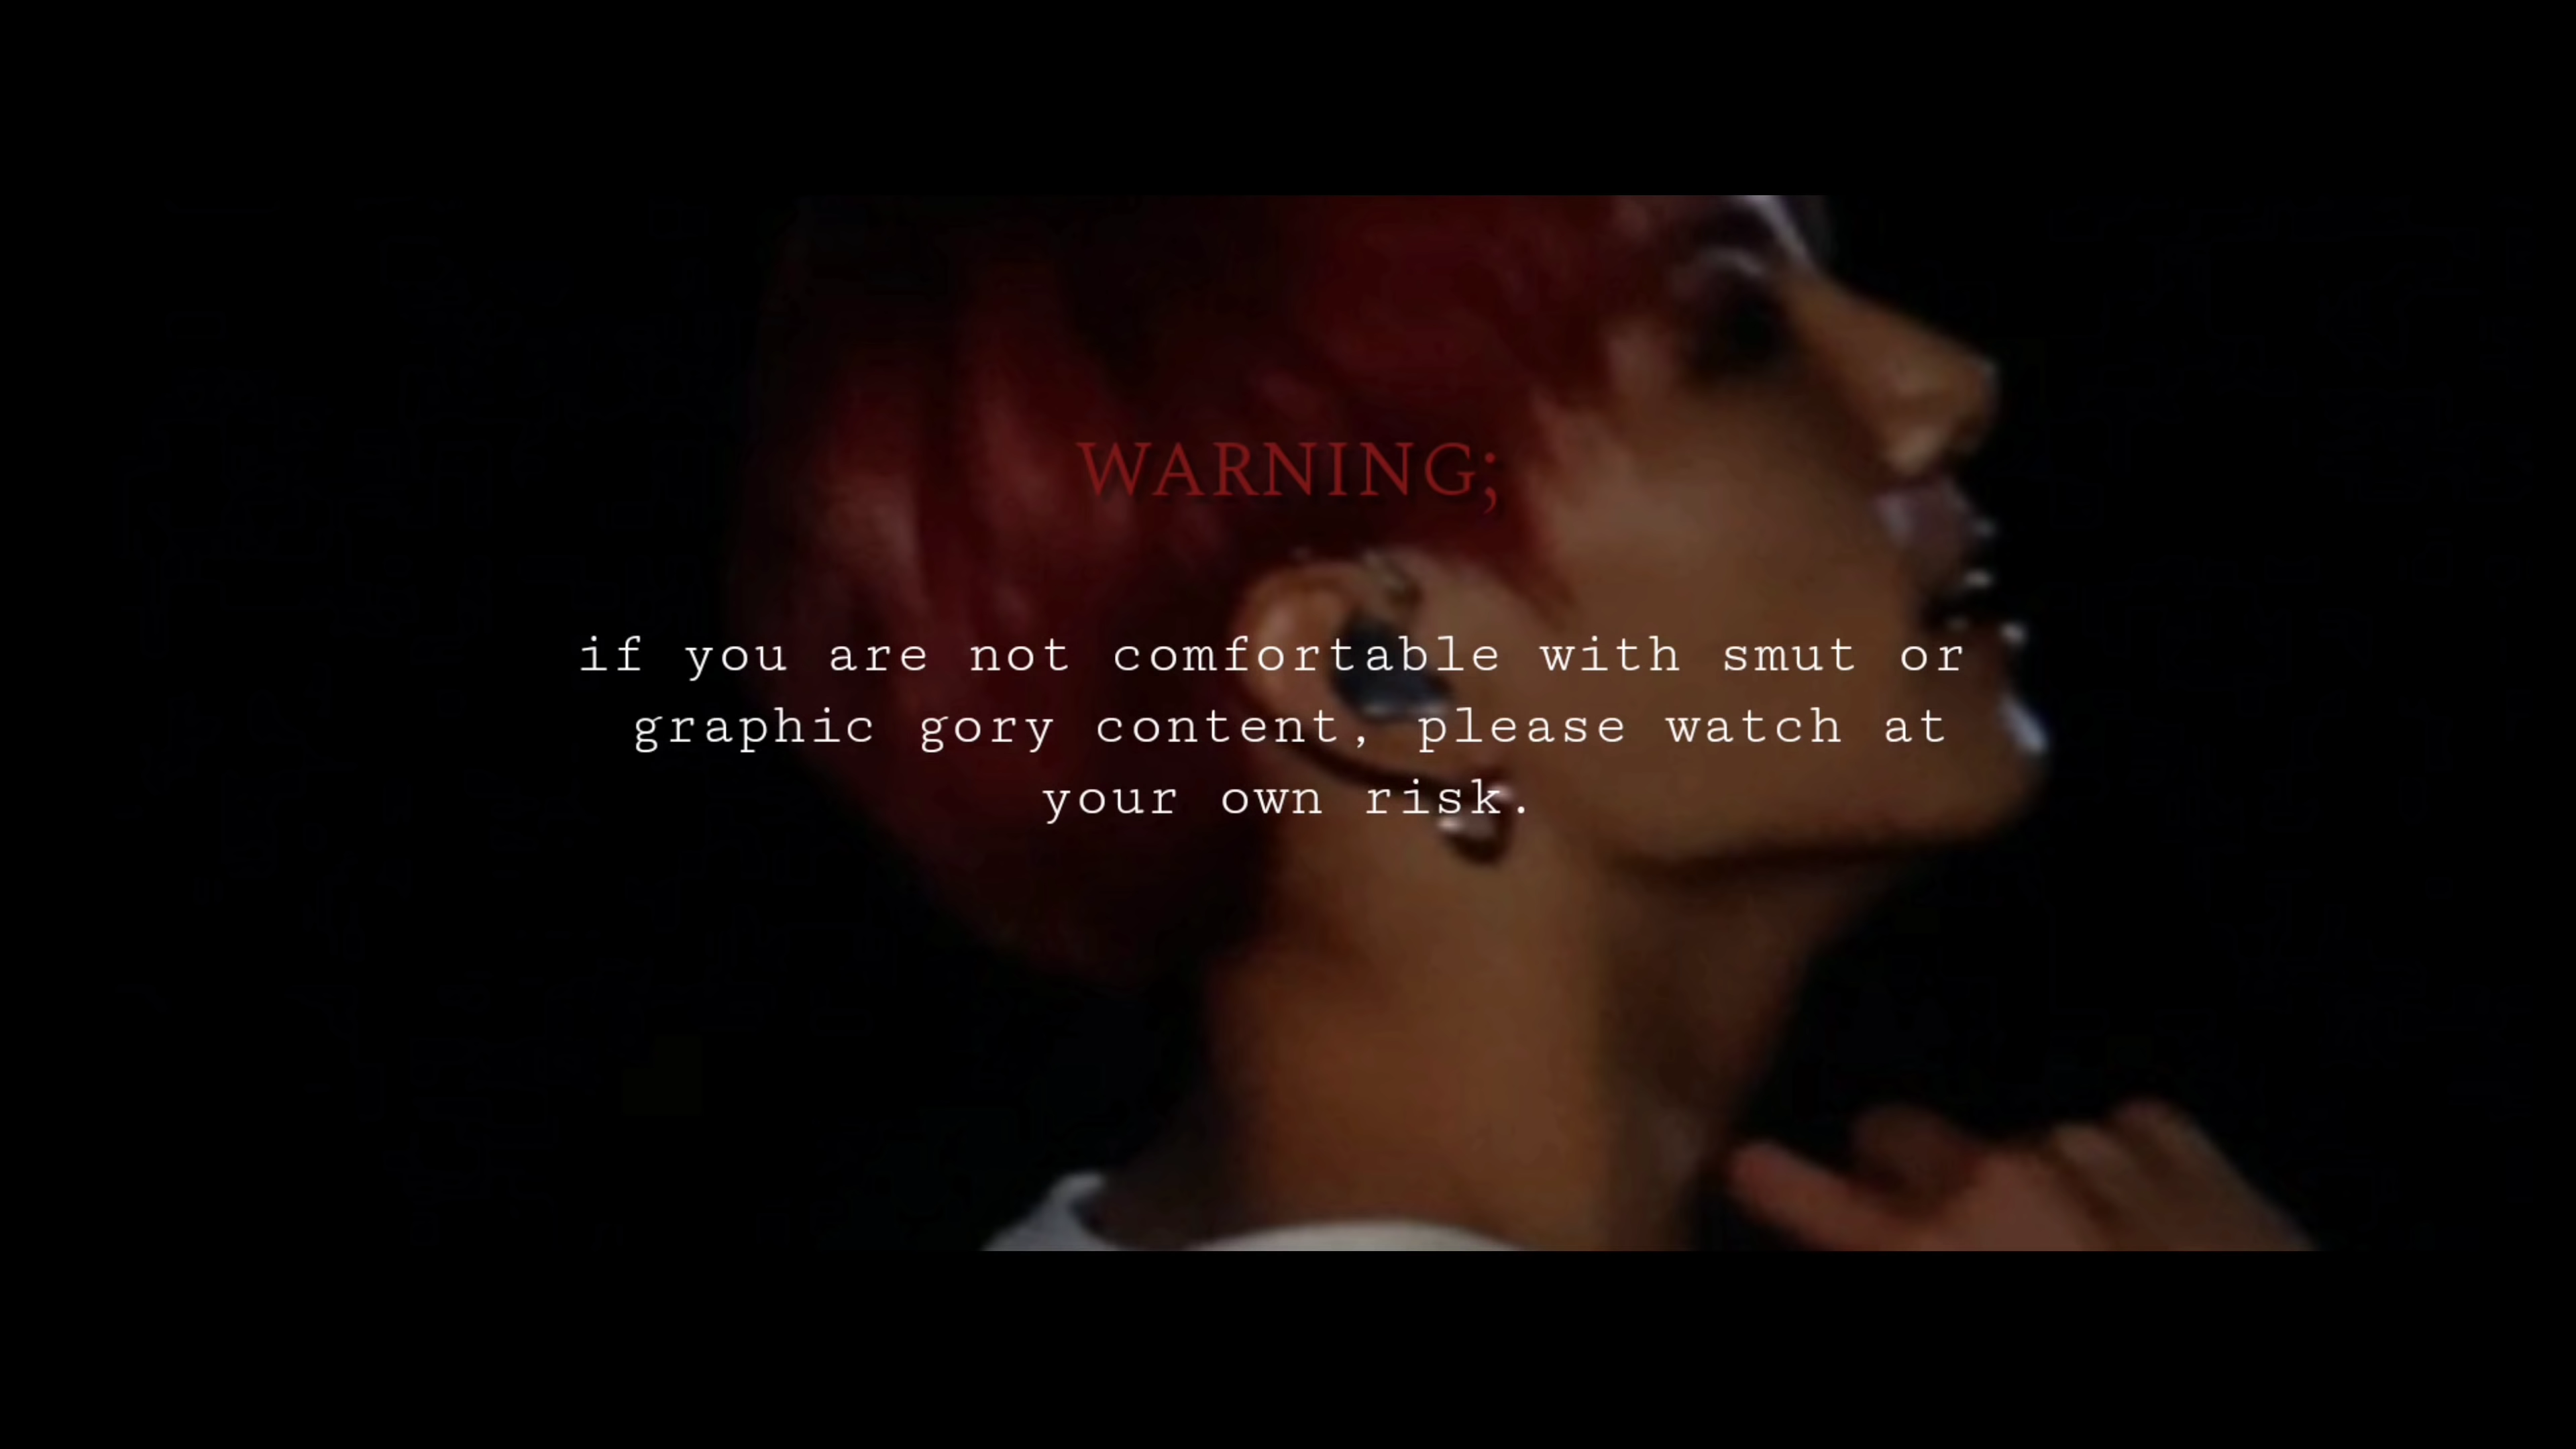 WARNING;
if you are not comfortable with smut or
graphic gory content, please watch at
your own risk.